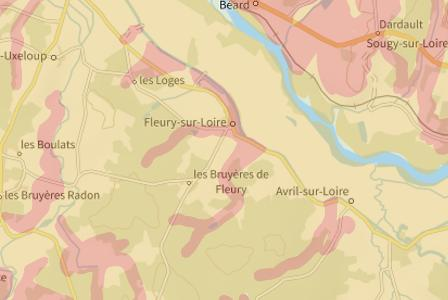 Béard
Dardault
Sougy-sur-Loire
-Uxeloup
les Loges
Fleury-sur-Loire
les Boulats
les Bruyères de
Fleury
Avril-sur-Loire
les Bruyères Radon
e